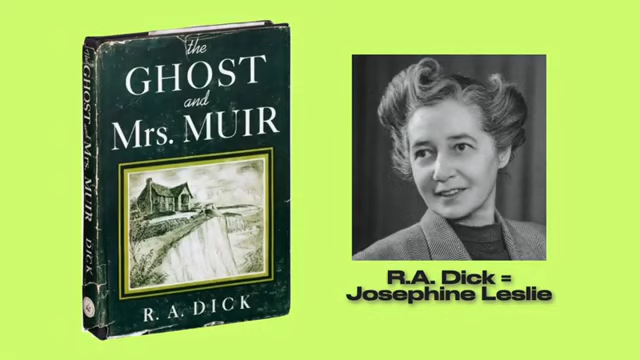 the
GHOST
and
Mrs. MUIR
R. A. DICK
the GHOST and Mrs. MUIR DICK
R.A. Dick =
Josephine Leslie